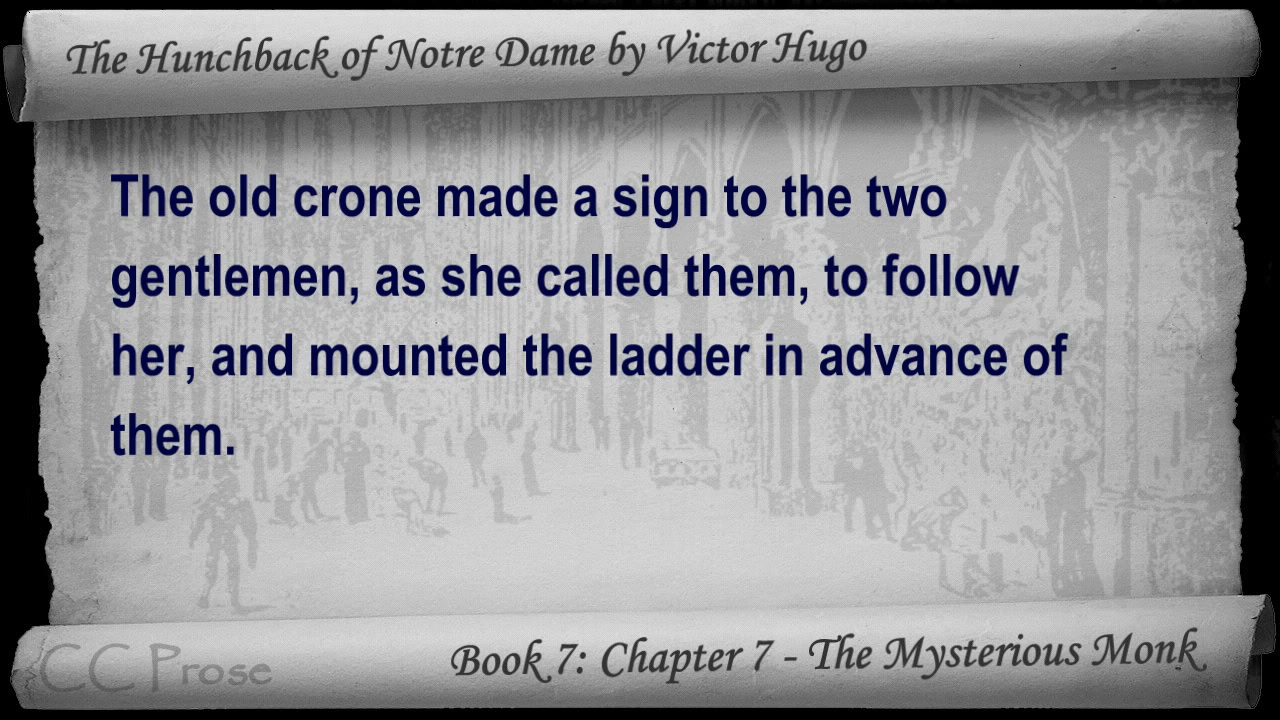 The Hunchback of Notre Dame by Victor Hugo
The old crone made a sign to the two
gentlemen, as she called them, to follow
her, and mounted the ladder in advance of
them.
CC Prose
Book 7: Chapter 7 - The Mysterious Monk